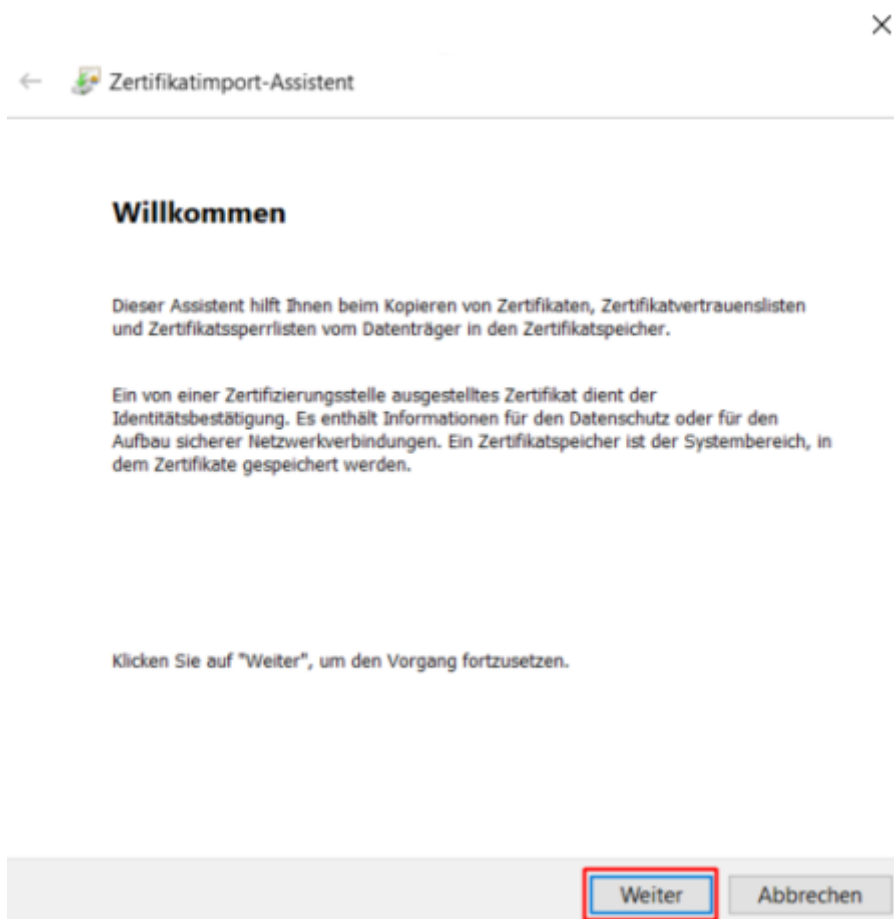 Zertifikatimport-Assistent
Willkommen
Dieser Assistent hilft Ihnen beim Kopieren von Zertifikaten, Zertifikatvertrauenslisten
und Zertifikatssperrlisten vom Datenträger in den Zertifikatspeicher.
Ein von einer Zertifizierungsstelle ausgestelltes Zertifikat dient der
Identitätsbestätigung. Es enthält Informationen für den Datenschutz oder für den
Aufbau sicherer Netzwerkverbindungen. Ein Zertifikatspeicher ist der Systembereich, in
dem Zertifikate gespeichert werden.
Klicken Sie auf "Weiter", um den Vorgang fortzusetzen.
Weiter Abbrechen